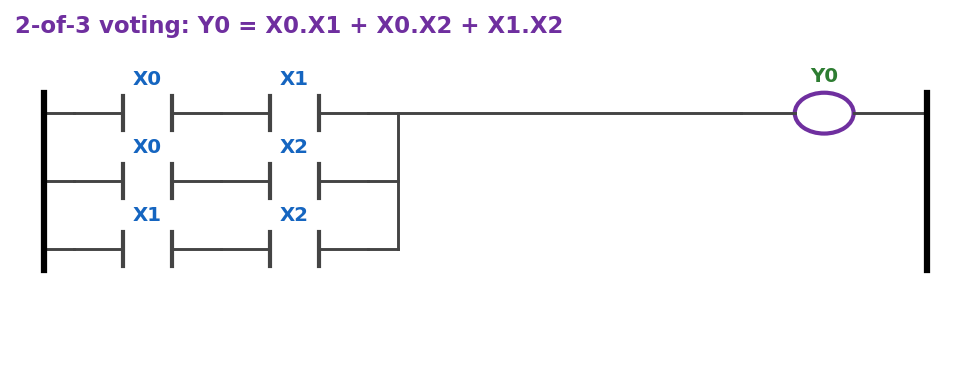 2-of-3 voting: Y0 = X0.X1 + X0.X2 + X1.X2
X0 X1 Y0
X0 X2
X1 X2